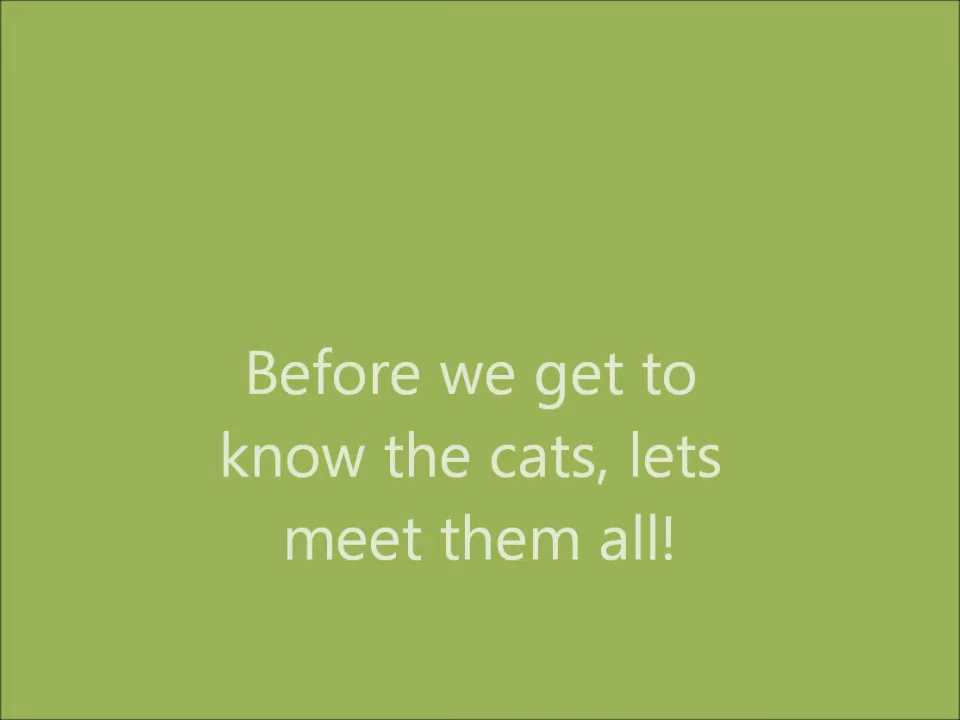 Before we get to
know the cats, lets
meet them all!